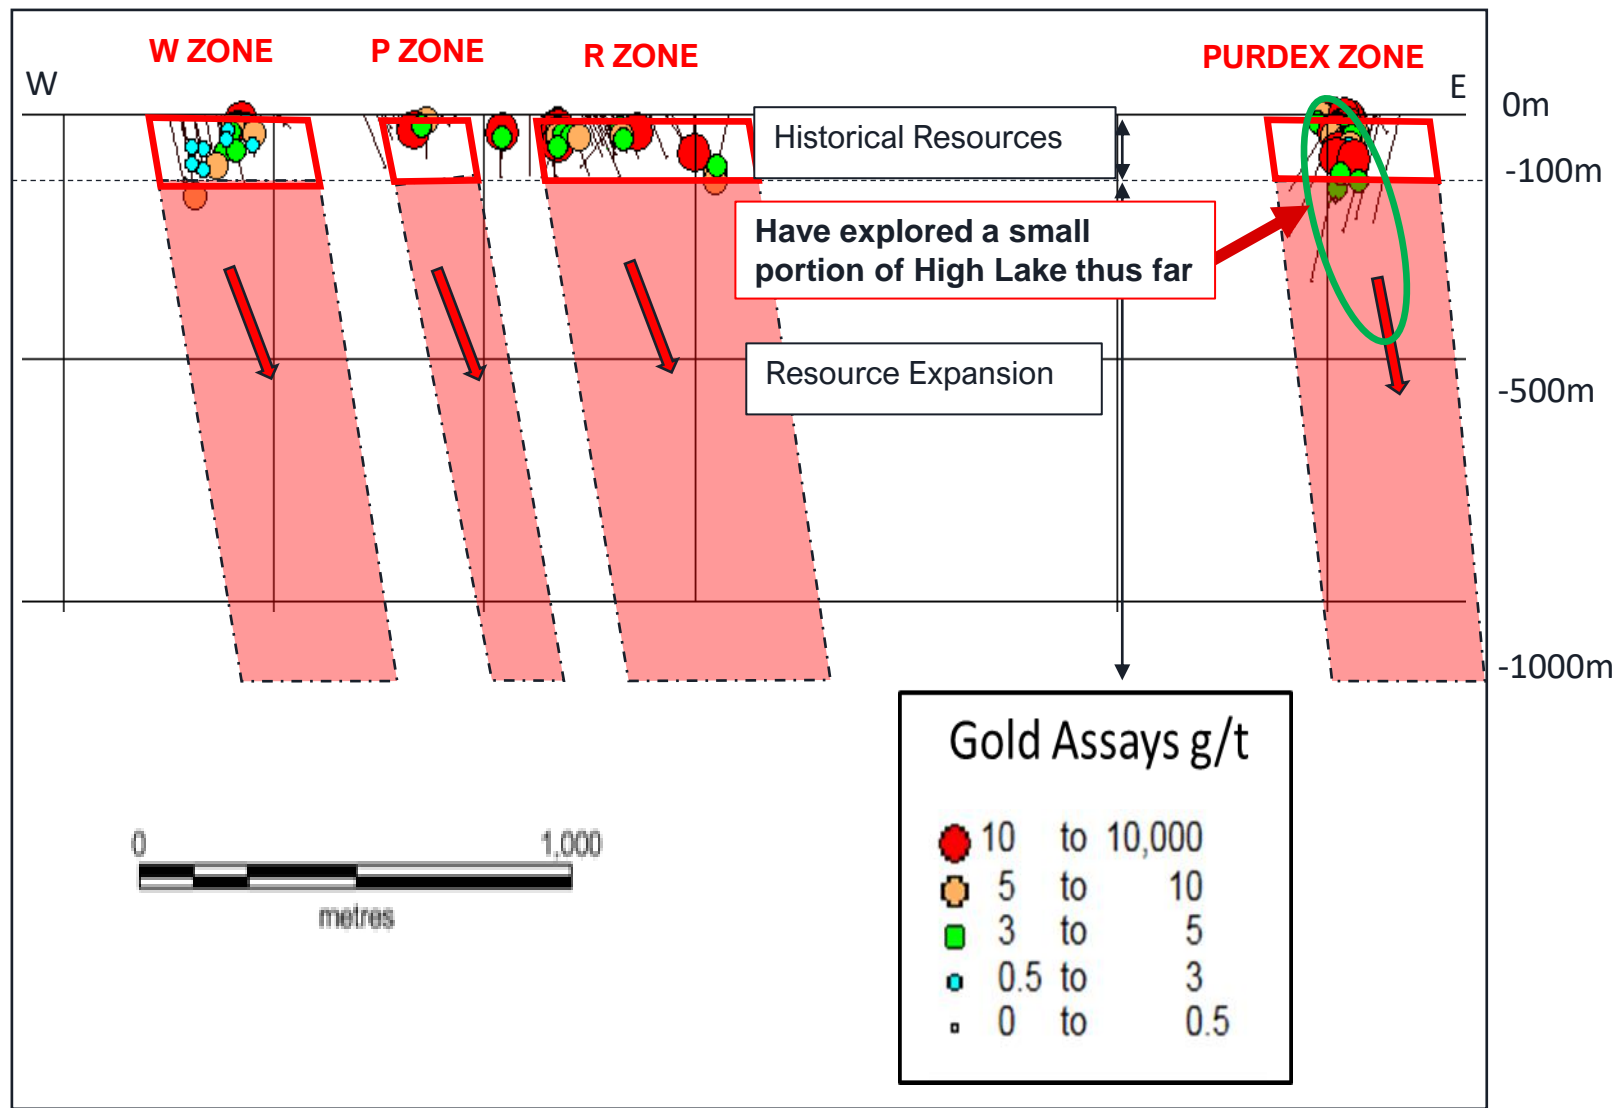 W ZONE
P ZONE
R ZONE
PURDEX ZONE
W
E
0m
Historical Resources
-100m
Have explored a small
portion of High Lake thus far
Resource Expansion
-500m
-1000m
Gold Assays g/t
10 to 10,000
5 to 10
3 to 5
0.5 to 3
0 to 0.5
0
1,000
metres